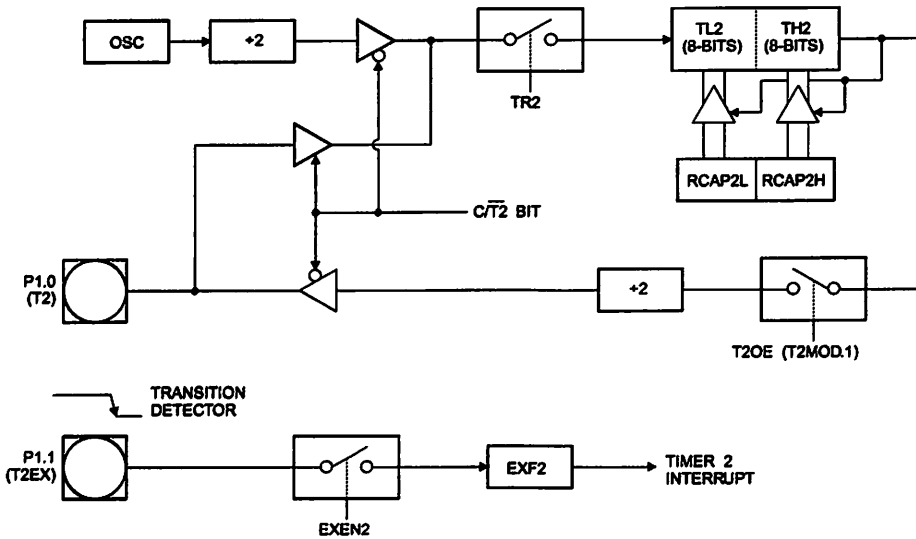 OSC
÷2
TR2
TL2
(8-BITS)
TH2
(8-BITS)
RCAP2L
RCAP2H
C/T2 BIT
P1.0
(T2)
÷2
T2OE (T2MOD.1)
TRANSITION
DETECTOR
P1.1
(T2EX)
EXEN2
EXF2
TIMER 2
INTERRUPT